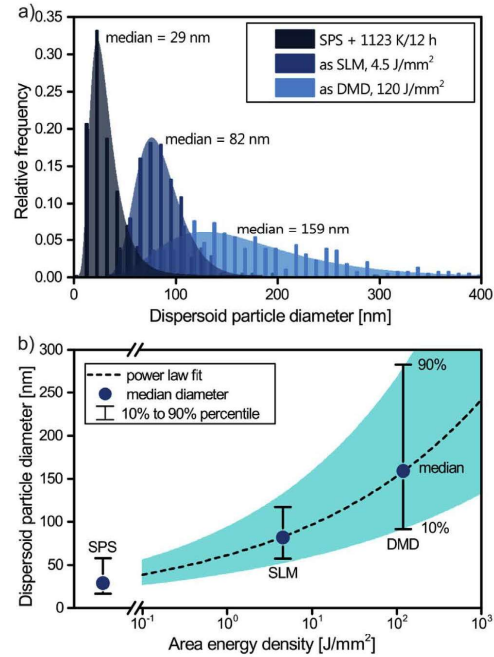 a)
0.35
0.30
0.25
0.20
0.15
0.10
0.05
0.00
Relative frequency
median = 29 nm
median = 82 nm
median = 159 nm
SPS + 1123 K/12 h
as SLM, 4.5 J/mm²
as DMD, 120 J/mm²
0 100 200 300 400
Dispersoid particle diameter [nm]
b)
300
250
200
150
100
50
0
Dispersoid particle diameter [nm]
power law fit
median diameter
10% to 90% percentile
90%
median
10%
SPS
SLM
DMD
10⁻¹ 10⁰ 10¹ 10² 10³
Area energy density [J/mm²]